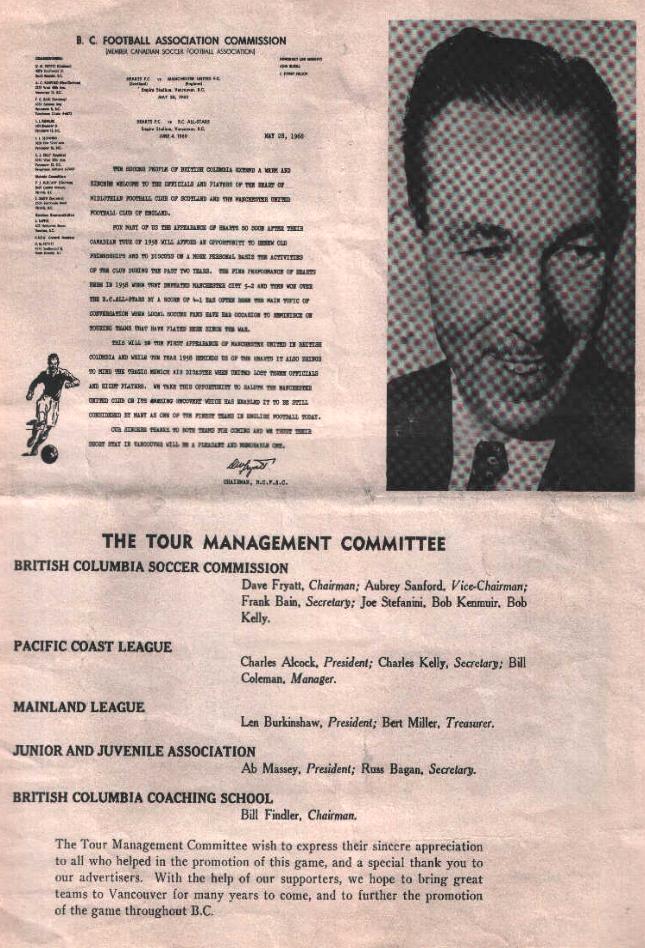 B. C. FOOTBALL ASSOCIATION COMMISSION
[MEMBER CANADIAN SOCCER FOOTBALL ASSOCIATION]
HEARTS F.C. vs MANCHESTER UNITED F.C.
(Scotland) (England)
Empire Stadium, Vancouver, B.C.
MAY 28, 1960
HEARTS F.C. vs B.C. ALL-STARS
Empire Stadium, Vancouver, B.C.
JUNE 4, 1960
MAY 28, 1960
THE SOCCER PEOPLE OF BRITISH COLUMBIA EXTEND A WARM AND
SINCERE WELCOME TO THE OFFICIALS AND PLAYERS OF THE HEART OF
MIDLOTHIAN FOOTBALL CLUB OF SCOTLAND AND THE MANCHESTER UNITED
FOOTBALL CLUB OF ENGLAND.
FOR MANY OF US THE APPEARANCE OF HEARTS SO SOON AFTER THEIR
CANADIAN TOUR OF 1958 WILL AFFORD AN OPPORTUNITY TO RENEW OLD
FRIENDSHIPS AND TO DISCUSS ON A MORE PERSONAL BASIS THE ACTIVITIES
OF THE CLUB DURING THE PAST TWO YEARS. THE FINE PERFORMANCE OF HEARTS
HERE IN 1958 WHEN THEY DEFEATED MANCHESTER CITY 5-2 AND THEN WON OVER
THE B.C. ALL-STARS BY A SCORE OF 4-1 HAS OFTEN BEEN THE MAIN TOPIC OF
CONVERSATION WHEN LOCAL SOCCER FANS HAVE HAD OCCASION TO REMINISCE ON
TOURING TEAMS THAT HAVE PLAYED HERE SINCE THE WAR.
THIS WILL BE THE FIRST APPEARANCE OF MANCHESTER UNITED IN BRITISH
COLUMBIA AND WHILE THE YEAR 1958 REMINDS US OF THE HEARTS IT ALSO BRINGS
TO MIND THE TRAGIC MUNICH AIR DISASTER WHEN UNITED LOST THREE OFFICIALS
AND EIGHT PLAYERS. WE TAKE THIS OPPORTUNITY TO SALUTE THE MANCHESTER
UNITED CLUB ON ITS AMAZING RECOVERY WHICH HAS ENABLED IT TO BE STILL
CONSIDERED BY MANY AS ONE OF THE FINEST TEAMS IN ENGLISH FOOTBALL TODAY.
OUR SINCERE THANKS TO BOTH TEAMS FOR COMING AND WE TRUST THEIR
SHORT STAY IN VANCOUVER WILL BE A PLEASANT AND MEMORABLE ONE.
CHAIRMAN, B.C.F.A.C.
THE TOUR MANAGEMENT COMMITTEE
BRITISH COLUMBIA SOCCER COMMISSION
Dave Fryatt, Chairman; Aubrey Sanford, Vice-Chairman;
Frank Bain, Secretary; Joe Stefanini, Bob Kenmuir, Bob
Kelly.
PACIFIC COAST LEAGUE
Charles Alcock, President; Charles Kelly, Secretary; Bill
Coleman, Manager.
MAINLAND LEAGUE
Len Burkinshaw, President; Bert Miller, Treasurer.
JUNIOR AND JUVENILE ASSOCIATION
Ab Massey, President; Russ Bagan, Secretary.
BRITISH COLUMBIA COACHING SCHOOL
Bill Findler, Chairman.
The Tour Management Committee wish to express their sincere appreciation
to all who helped in the promotion of this game, and a special thank you to
our advertisers. With the help of our supporters, we hope to bring great
teams to Vancouver for many years to come, and to further the promotion
of the game throughout B.C.